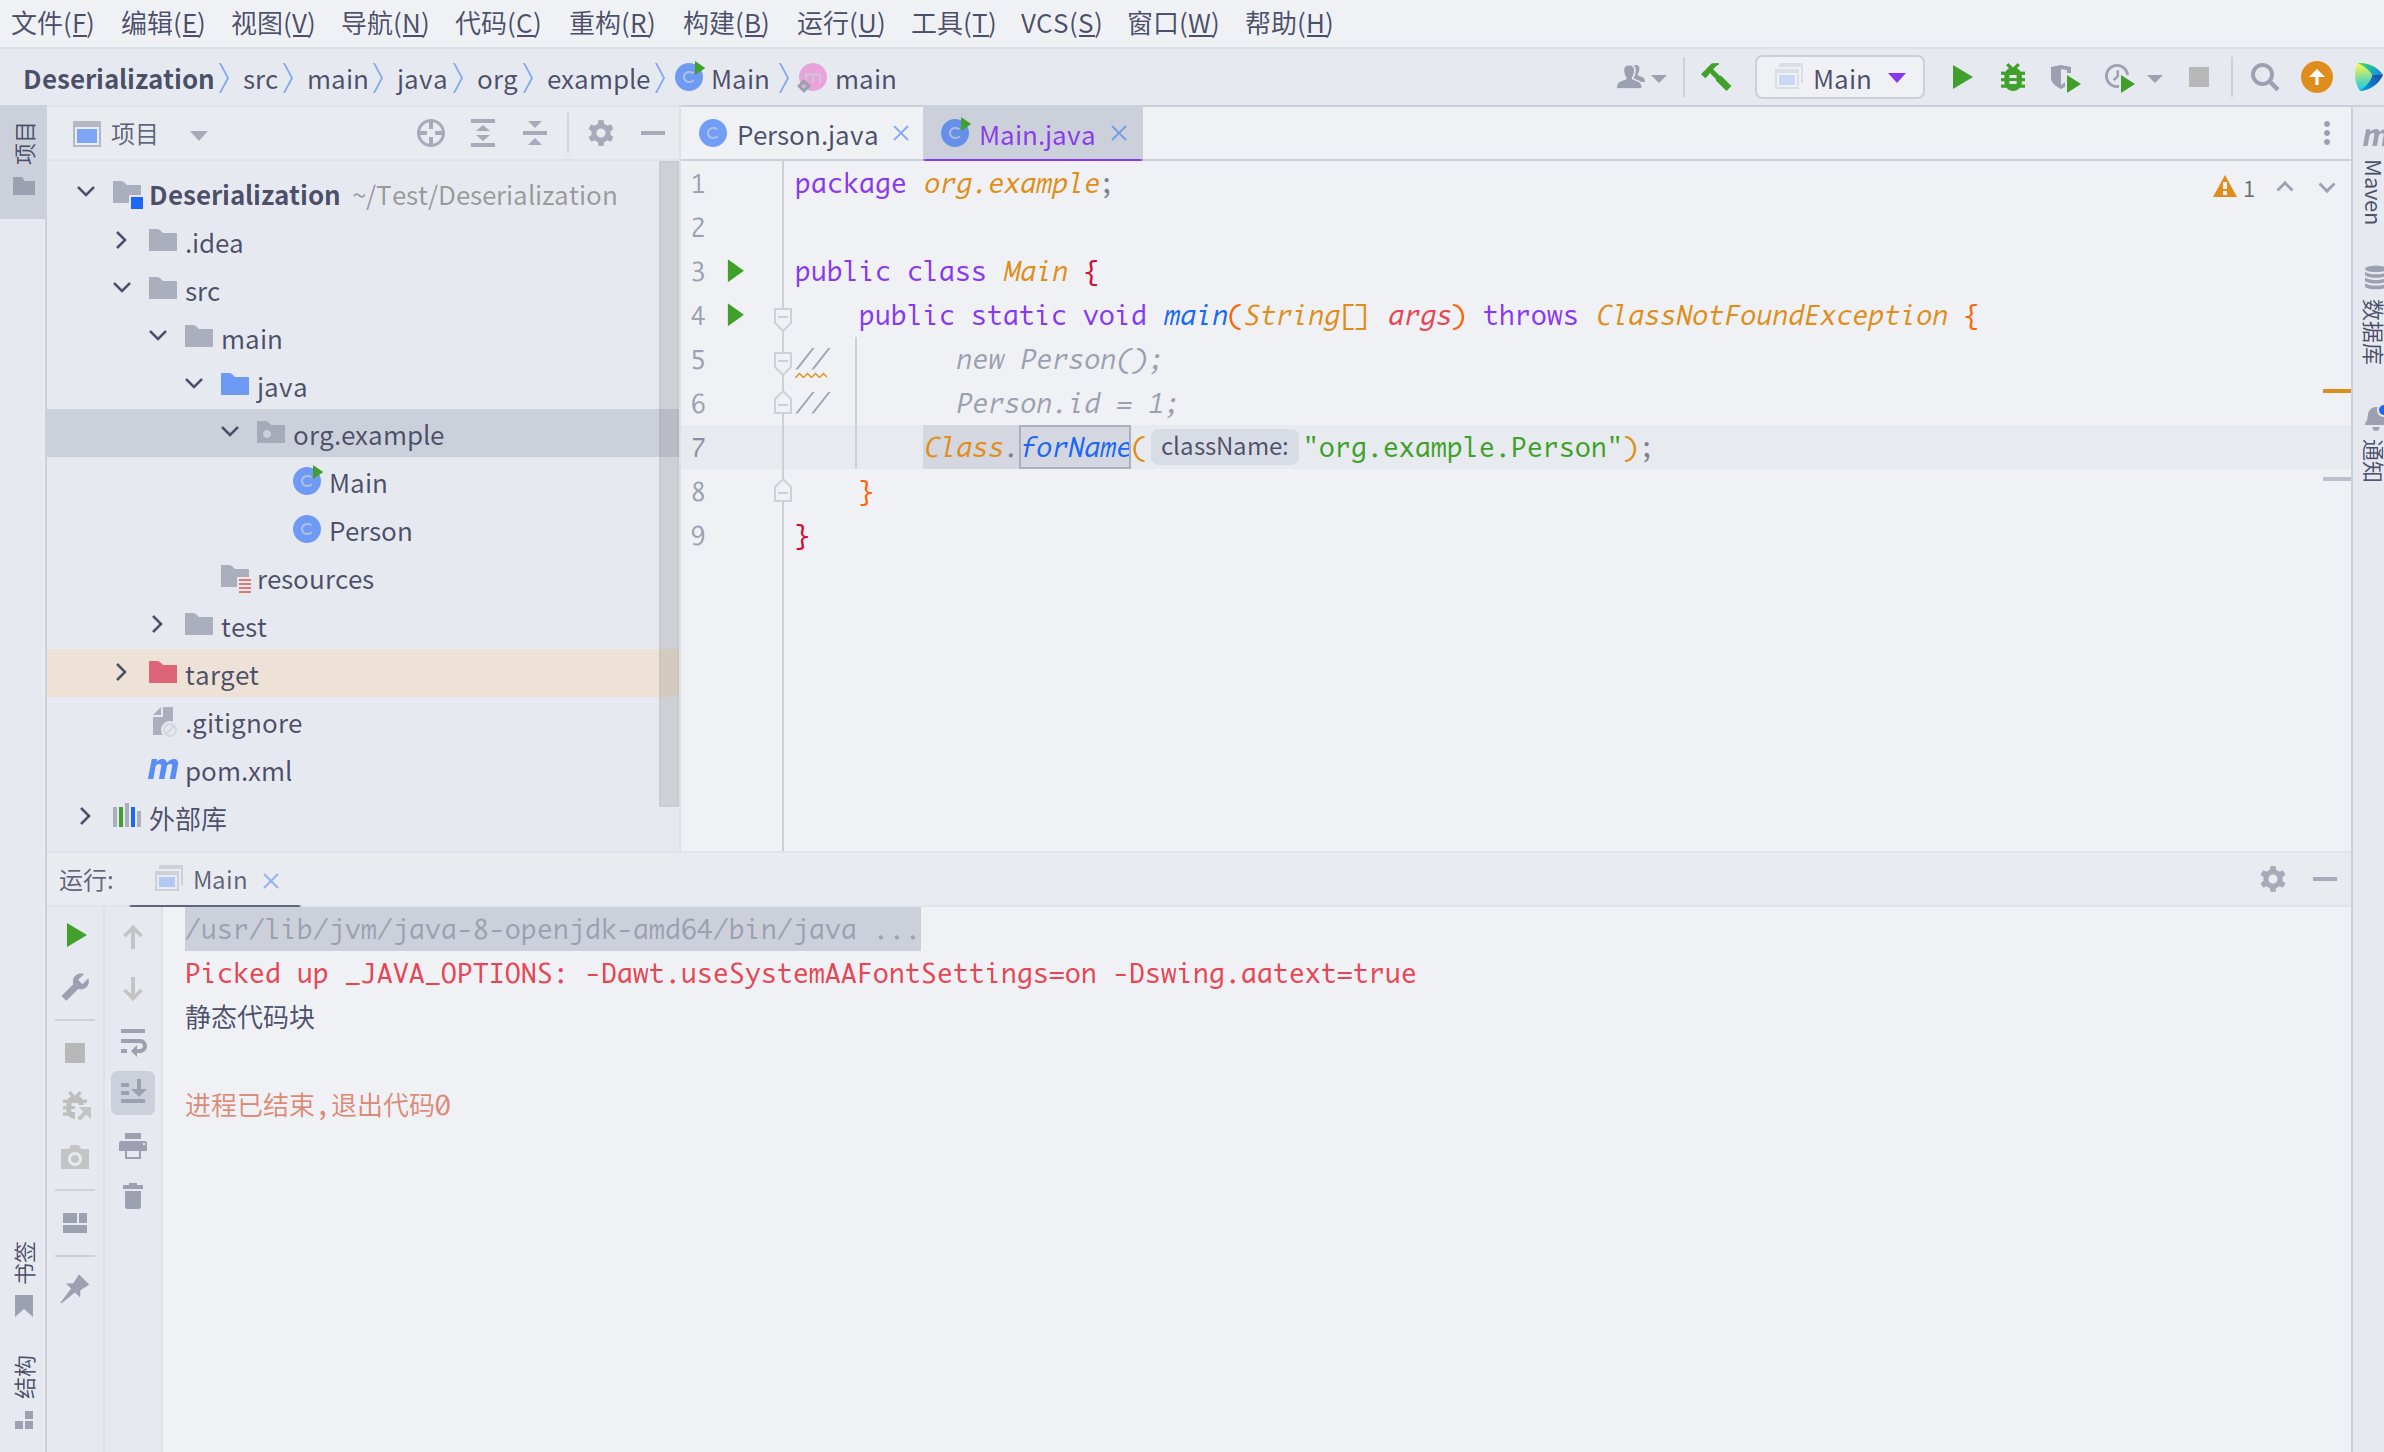 文件(F) 编辑(E) 视图(V) 导航(N) 代码(C) 重构(R) 构建(B) 运行(U) 工具(T) VCS(S) 窗口(W) 帮助(H)
Deserialization src main java org example Main main
Main
项目
项目
Person.java Main.java
Maven
数据库
通知
Deserialization ~/Test/Deserialization
.idea
src
main
java
org.example
Main
Person
resources
test
target
.gitignore
pom.xml
外部库
1 package org.example;
1
2
3 public class Main {
4 public static void main(String[] args) throws ClassNotFoundException {
5 // new Person();
6 // Person.id = 1;
7 Class.forName( className: "org.example.Person");
8 }
9 }
运行: Main
/usr/lib/jvm/java-8-openjdk-amd64/bin/java ...
Picked up _JAVA_OPTIONS: -Dawt.useSystemAAFontSettings=on -Dswing.aatext=true
静态代码块
进程已结束,退出代码0
书签
结构